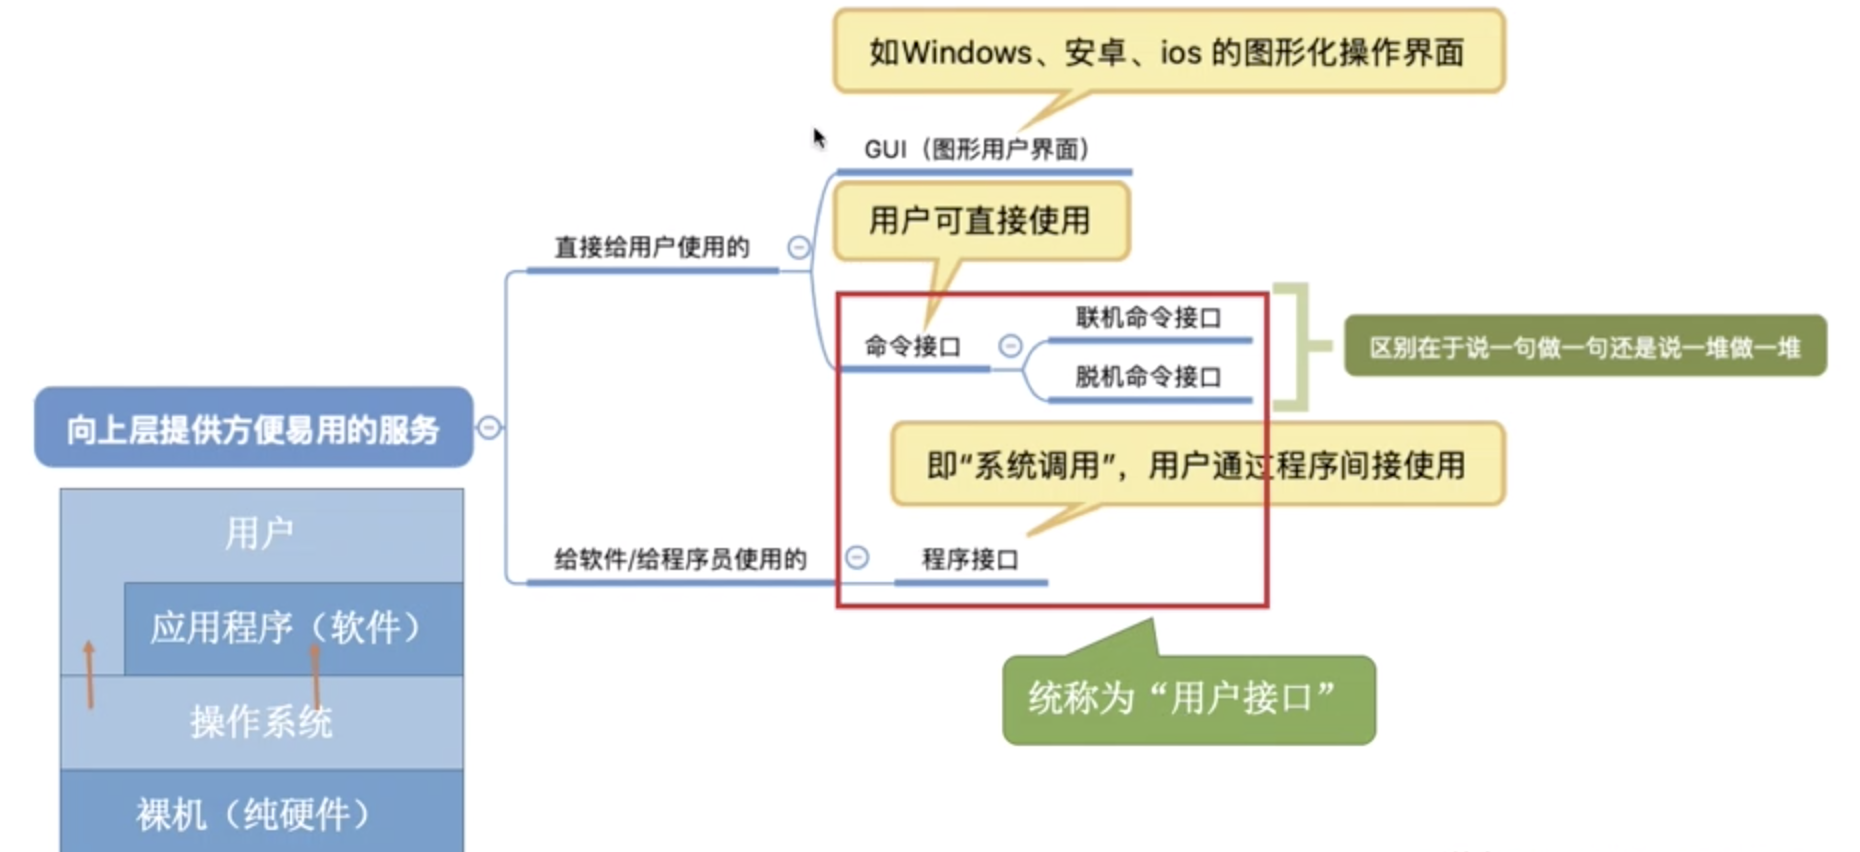 如Windows、安卓、ios 的图形化操作界面
GUI（图形用户界面）
用户可直接使用
直接给用户使用的
联机命令接口
命令接口
脱机命令接口
区别在于说一句做一句还是说一堆做一堆
向上层提供方便易用的服务
即“系统调用”，用户通过程序间接使用
给软件/给程序员使用的
程序接口
统称为“用户接口”
用户
应用程序（软件）
操作系统
裸机（纯硬件）